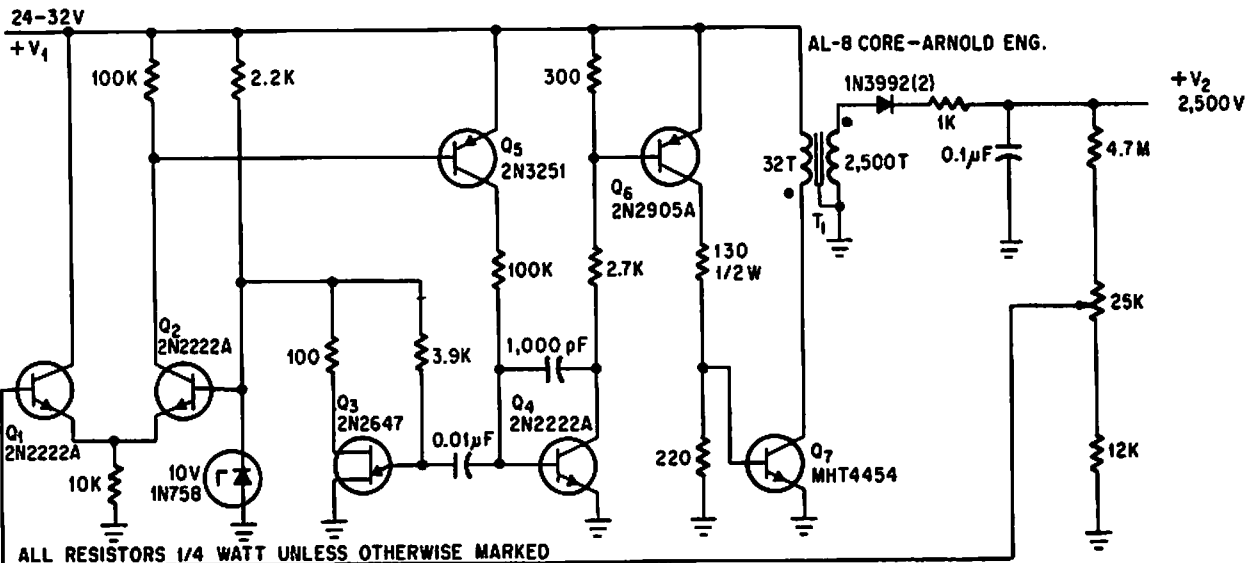 24-32V
+V1
100K
2.2K
300
AL-8 CORE-ARNOLD ENG.
1N3992(2)
1K
+V2
2,500V
Q5
2N3251
Q6
2N2905A
32T
2,500T
T1
0.1µF
4.7M
100K
2.7K
130
1/2W
25K
Q2
2N2222A
100
3.9K
1,000 pF
Q1
2N2222A
Q3
2N2647
0.01µF
Q4
2N2222A
10K
10V
1N758
220
Q7
MHT4454
12K
ALL RESISTORS 1/4 WATT UNLESS OTHERWISE MARKED